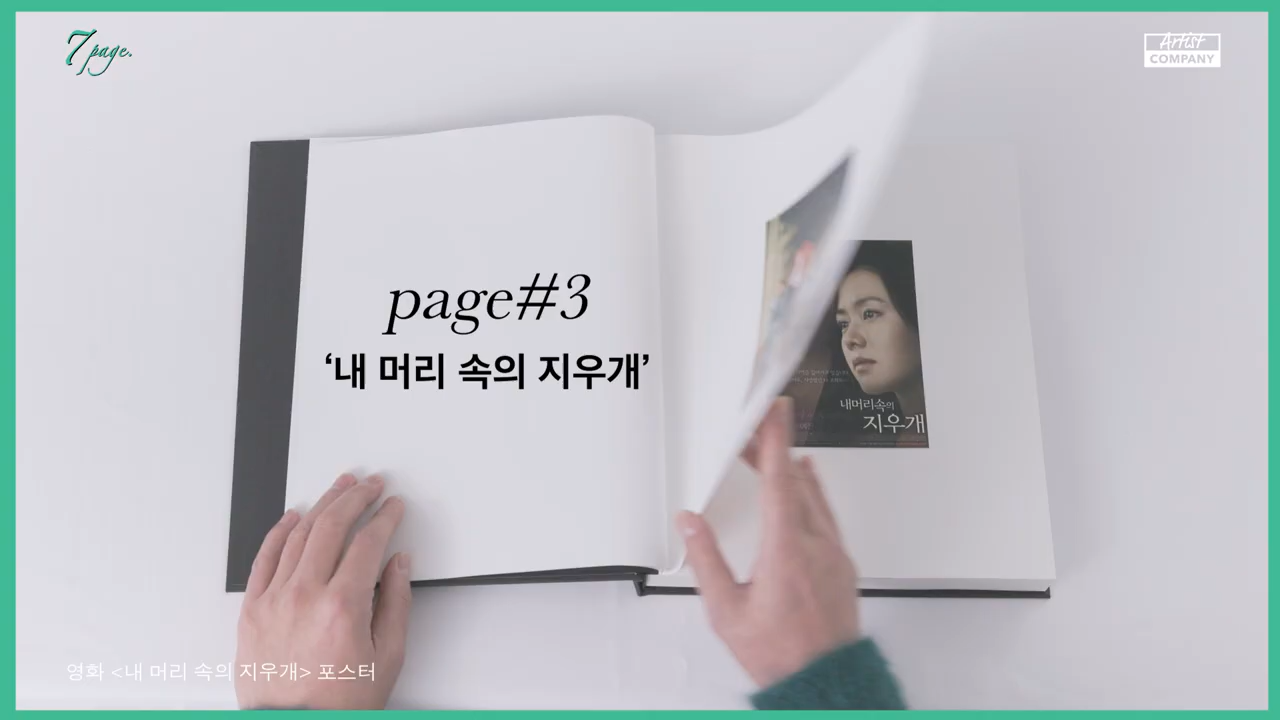 7page.
Artist
COMPANY
page#3
‘내 머리 속의 지우개’
내머리속의
지우개
영화 <내 머리 속의 지우개> 포스터